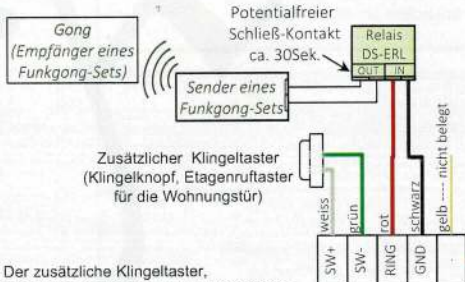 Gong
(Empfänger eines
Funkgong-Sets)
Potentialfreier
Schließ-Kontakt
ca. 30Sek.
Relais
DS-ERL
OUT IN
Sender eines
Funkgong-Sets
Zusätzlicher Klingeltaster
(Klingelknopf, Etagenruftaster
für die Wohnungstür)
weiss
grün
rot
schwarz
gelb ---- nicht belegt
SW+
SW-
RING
GND
Der zusätzliche Klingeltaster,